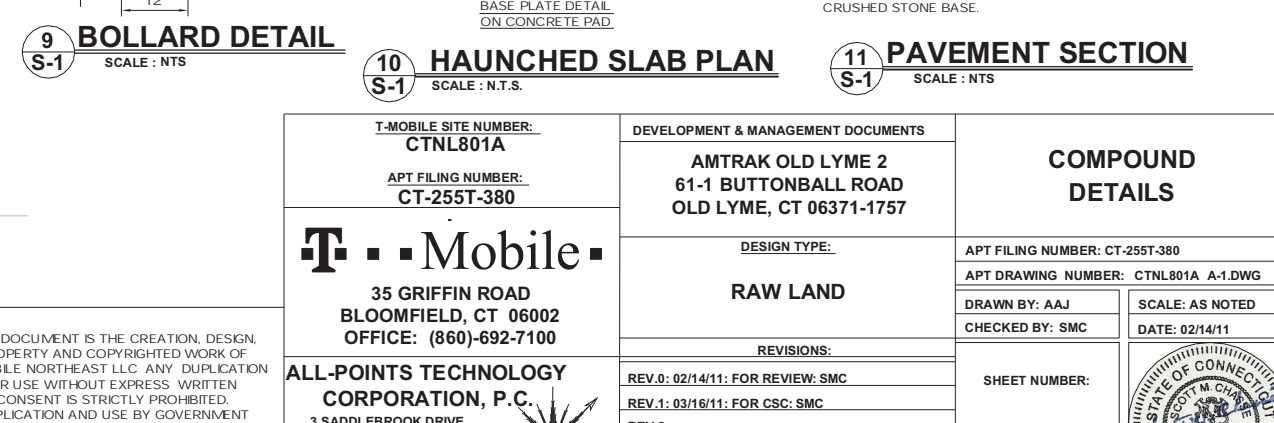 12
BASE PLATE DETAIL
ON CONCRETE PAD
CRUSHED STONE BASE.
9
S-1
BOLLARD DETAIL
SCALE : NTS
10
S-1
HAUNCHED SLAB PLAN
SCALE : N.T.S.
11
S-1
PAVEMENT SECTION
SCALE : NTS
T-MOBILE SITE NUMBER:
CTNL801A
APT FILING NUMBER:
CT-255T-380
T Mobile
35 GRIFFIN ROAD
BLOOMFIELD, CT 06002
OFFICE: (860)-692-7100
ALL-POINTS TECHNOLOGY
CORPORATION, P.C.
3 SADDLEBROOK DRIVE
DEVELOPMENT & MANAGEMENT DOCUMENTS
AMTRAK OLD LYME 2
61-1 BUTTONBALL ROAD
OLD LYME, CT 06371-1757
DESIGN TYPE:
RAW LAND
REVISIONS:
REV.0: 02/14/11: FOR REVIEW: SMC
REV.1: 03/16/11: FOR CSC: SMC
COMPOUND
DETAILS
APT FILING NUMBER: CT-255T-380
APT DRAWING NUMBER: CTNL801A A-1.DWG
DRAWN BY: AAJ
SCALE: AS NOTED
CHECKED BY: SMC
DATE: 02/14/11
SHEET NUMBER:
STATE OF CONNECTICUT
SCOTT M. CHASSE
DOCUMENT IS THE CREATION, DESIGN,
OPERTY AND COPYRIGHTED WORK OF
BILE NORTHEAST LLC ANY DUPLICATION
R USE WITHOUT EXPRESS WRITTEN
CONSENT IS STRICTLY PROHIBITED.
PLICATION AND USE BY GOVERNMENT